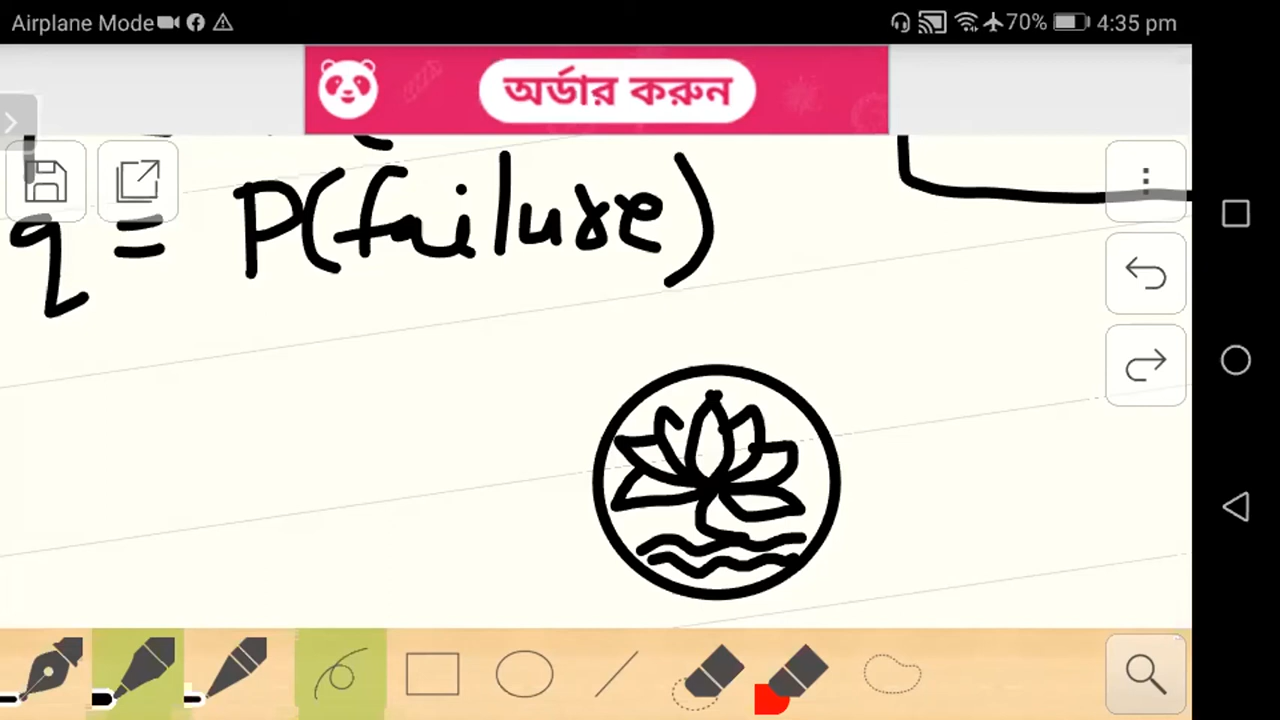 Airplane Mode 70% 4:35 pm
অর্ডার করুন
q = P(failure)